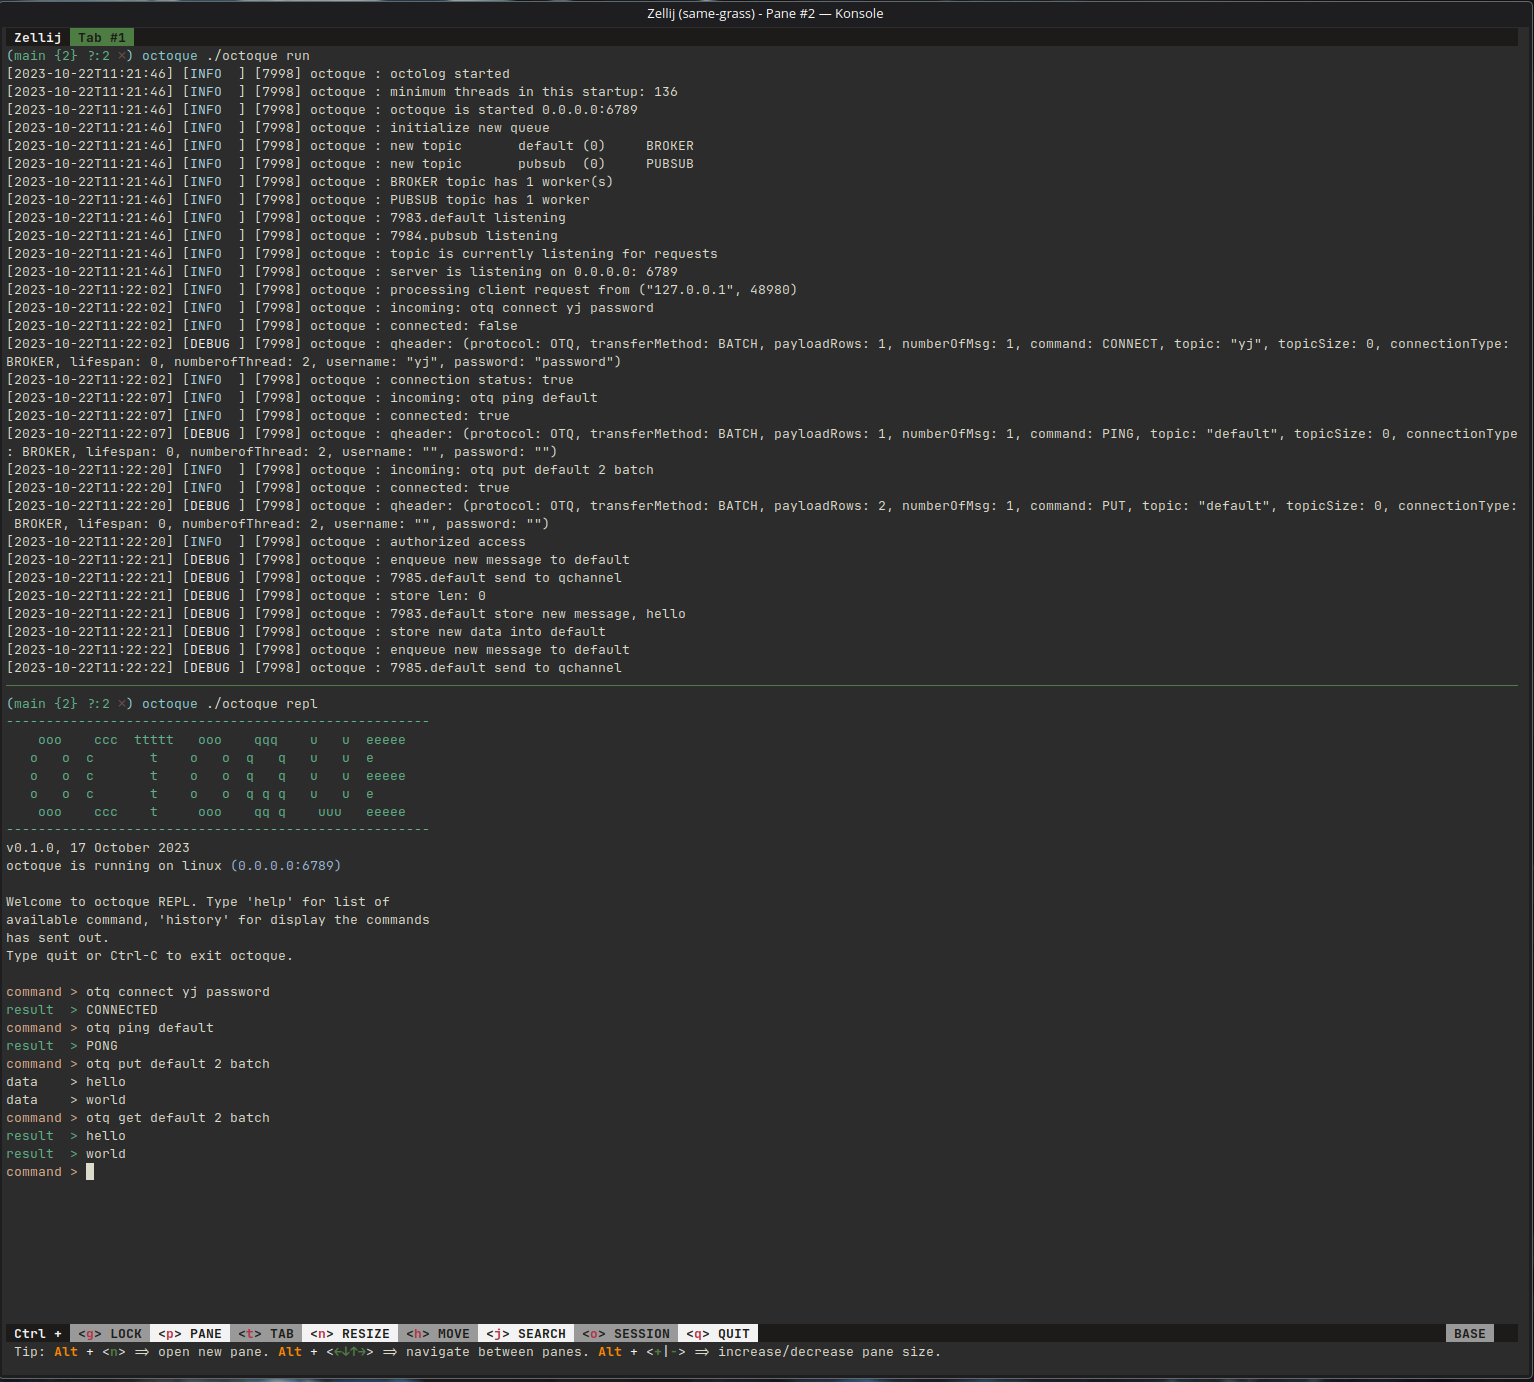 Zellij (same-grass) - Pane #2 — Konsole
Zellij Tab #1
(main {2} ?:2 ×) octoque ./octoque run
[2023-10-22T11:21:46] [INFO  ] [7998] octoque : octolog started
[2023-10-22T11:21:46] [INFO  ] [7998] octoque : minimum threads in this startup: 136
[2023-10-22T11:21:46] [INFO  ] [7998] octoque : octoque is started 0.0.0.0:6789
[2023-10-22T11:21:46] [INFO  ] [7998] octoque : initialize new queue
[2023-10-22T11:21:46] [INFO  ] [7998] octoque : new topic       default (0)     BROKER
[2023-10-22T11:21:46] [INFO  ] [7998] octoque : new topic       pubsub  (0)     PUBSUB
[2023-10-22T11:21:46] [INFO  ] [7998] octoque : BROKER topic has 1 worker(s)
[2023-10-22T11:21:46] [INFO  ] [7998] octoque : PUBSUB topic has 1 worker
[2023-10-22T11:21:46] [INFO  ] [7998] octoque : 7983.default listening
[2023-10-22T11:21:46] [INFO  ] [7998] octoque : 7984.pubsub listening
[2023-10-22T11:21:46] [INFO  ] [7998] octoque : topic is currently listening for requests
[2023-10-22T11:21:46] [INFO  ] [7998] octoque : server is listening on 0.0.0.0: 6789
[2023-10-22T11:22:02] [INFO  ] [7998] octoque : processing client request from ("127.0.0.1", 48980)
[2023-10-22T11:22:02] [INFO  ] [7998] octoque : incoming: otq connect yj password
[2023-10-22T11:22:02] [INFO  ] [7998] octoque : connected: false
[2023-10-22T11:22:02] [DEBUG ] [7998] octoque : qheader: (protocol: OTQ, transferMethod: BATCH, payloadRows: 1, numberOfMsg: 1, command: CONNECT, topic: "yj", topicSize: 0, connectionType:
BROKER, lifespan: 0, numberofThread: 2, username: "yj", password: "password")
[2023-10-22T11:22:02] [INFO  ] [7998] octoque : connection status: true
[2023-10-22T11:22:07] [INFO  ] [7998] octoque : incoming: otq ping default
[2023-10-22T11:22:07] [INFO  ] [7998] octoque : connected: true
[2023-10-22T11:22:07] [DEBUG ] [7998] octoque : qheader: (protocol: OTQ, transferMethod: BATCH, payloadRows: 1, numberOfMsg: 1, command: PING, topic: "default", topicSize: 0, connectionType
: BROKER, lifespan: 0, numberofThread: 2, username: "", password: "")
[2023-10-22T11:22:20] [INFO  ] [7998] octoque : incoming: otq put default 2 batch
[2023-10-22T11:22:20] [INFO  ] [7998] octoque : connected: true
[2023-10-22T11:22:20] [DEBUG ] [7998] octoque : qheader: (protocol: OTQ, transferMethod: BATCH, payloadRows: 2, numberOfMsg: 1, command: PUT, topic: "default", topicSize: 0, connectionType:
 BROKER, lifespan: 0, numberofThread: 2, username: "", password: "")
[2023-10-22T11:22:20] [INFO  ] [7998] octoque : authorized access
[2023-10-22T11:22:21] [DEBUG ] [7998] octoque : enqueue new message to default
[2023-10-22T11:22:21] [DEBUG ] [7998] octoque : 7985.default send to qchannel
[2023-10-22T11:22:21] [DEBUG ] [7998] octoque : store len: 0
[2023-10-22T11:22:21] [DEBUG ] [7998] octoque : 7983.default store new message, hello
[2023-10-22T11:22:21] [DEBUG ] [7998] octoque : store new data into default
[2023-10-22T11:22:22] [DEBUG ] [7998] octoque : enqueue new message to default
[2023-10-22T11:22:22] [DEBUG ] [7998] octoque : 7985.default send to qchannel
(main {2} ?:2 ×) octoque ./octoque repl
-----------------------------------------------------
    ooo    ccc  ttttt   ooo    qqq    u   u  eeeee
   o   o  c       t    o   o  q   q   u   u  e
   o   o  c       t    o   o  q   q   u   u  eeeee
   o   o  c       t    o   o  q q q   u   u  e
    ooo    ccc    t     ooo    qq q    uuu   eeeee
-----------------------------------------------------
v0.1.0, 17 October 2023
octoque is running on linux (0.0.0.0:6789)
Welcome to octoque REPL. Type 'help' for list of
available command, 'history' for display the commands
has sent out.
Type quit or Ctrl-C to exit octoque.
command > otq connect yj password
result  > CONNECTED
command > otq ping default
result  > PONG
command > otq put default 2 batch
data    > hello
data    > world
command > otq get default 2 batch
result  > hello
result  > world
command >
Ctrl + <g> LOCK <p> PANE <t> TAB <n> RESIZE <h> MOVE <j> SEARCH <o> SESSION <q> QUIT BASE
Tip: Alt + <n> => open new pane. Alt + <←↓↑→> => navigate between panes. Alt + <+|-> => increase/decrease pane size.